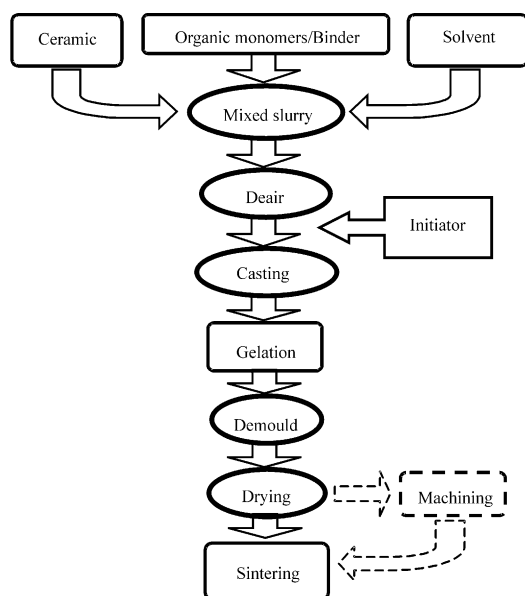 Ceramic
Organic monomers/Binder
Solvent
Mixed slurry
Deair
Initiator
Casting
Gelation
Demould
Drying
Machining
Sintering